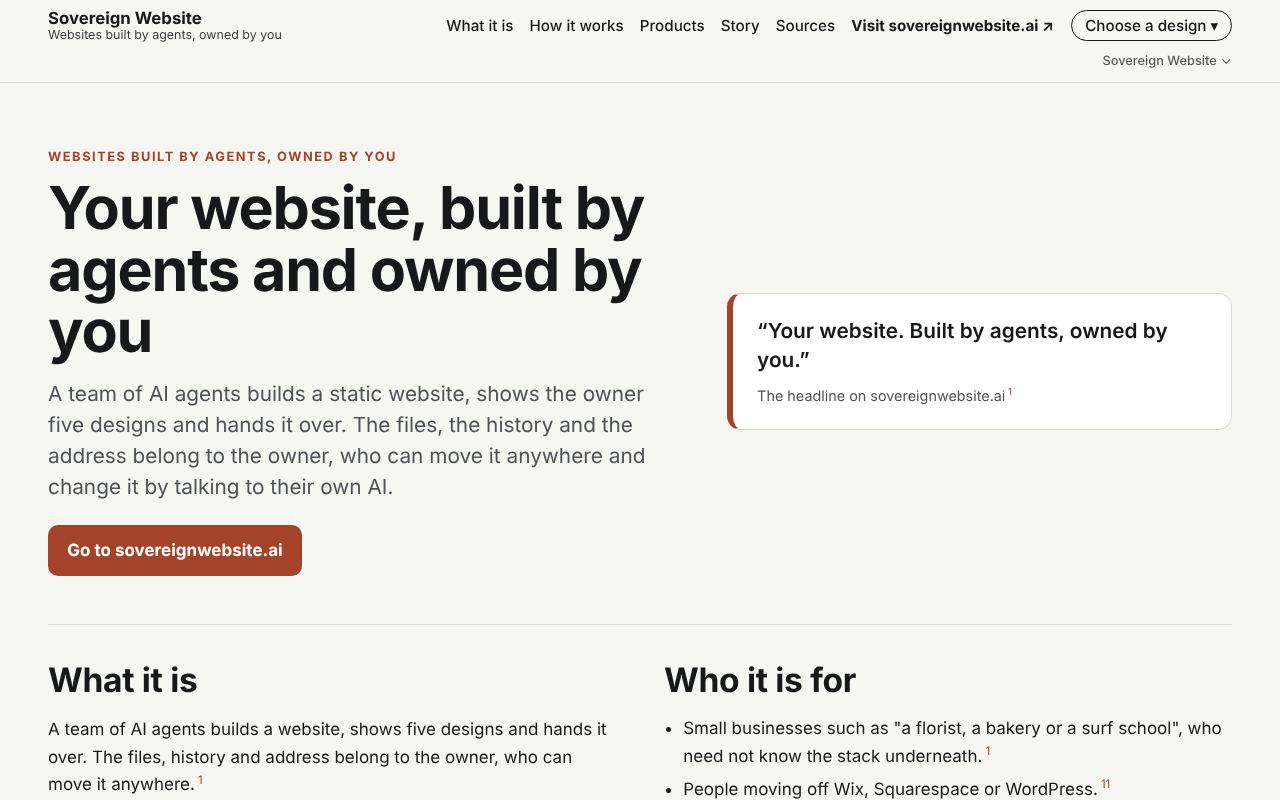 Sovereign Website
Websites built by agents, owned by you
What it is How it works Products Story Sources Visit sovereignwebsite.ai ↗ Choose a design ▾
Sovereign Website
WEBSITES BUILT BY AGENTS, OWNED BY YOU
Your website, built by
agents and owned by
you
A team of AI agents builds a static website, shows the owner
five designs and hands it over. The files, the history and the
address belong to the owner, who can move it anywhere and
change it by talking to their own AI.
Go to sovereignwebsite.ai
“Your website. Built by agents, owned by
you.”
The headline on sovereignwebsite.ai 1
What it is
A team of AI agents builds a website, shows five designs and hands it
over. The files, history and address belong to the owner, who can
move it anywhere. 1
Who it is for
• Small businesses such as "a florist, a bakery or a surf school", who
need not know the stack underneath. 1
• People moving off Wix, Squarespace or WordPress. 11